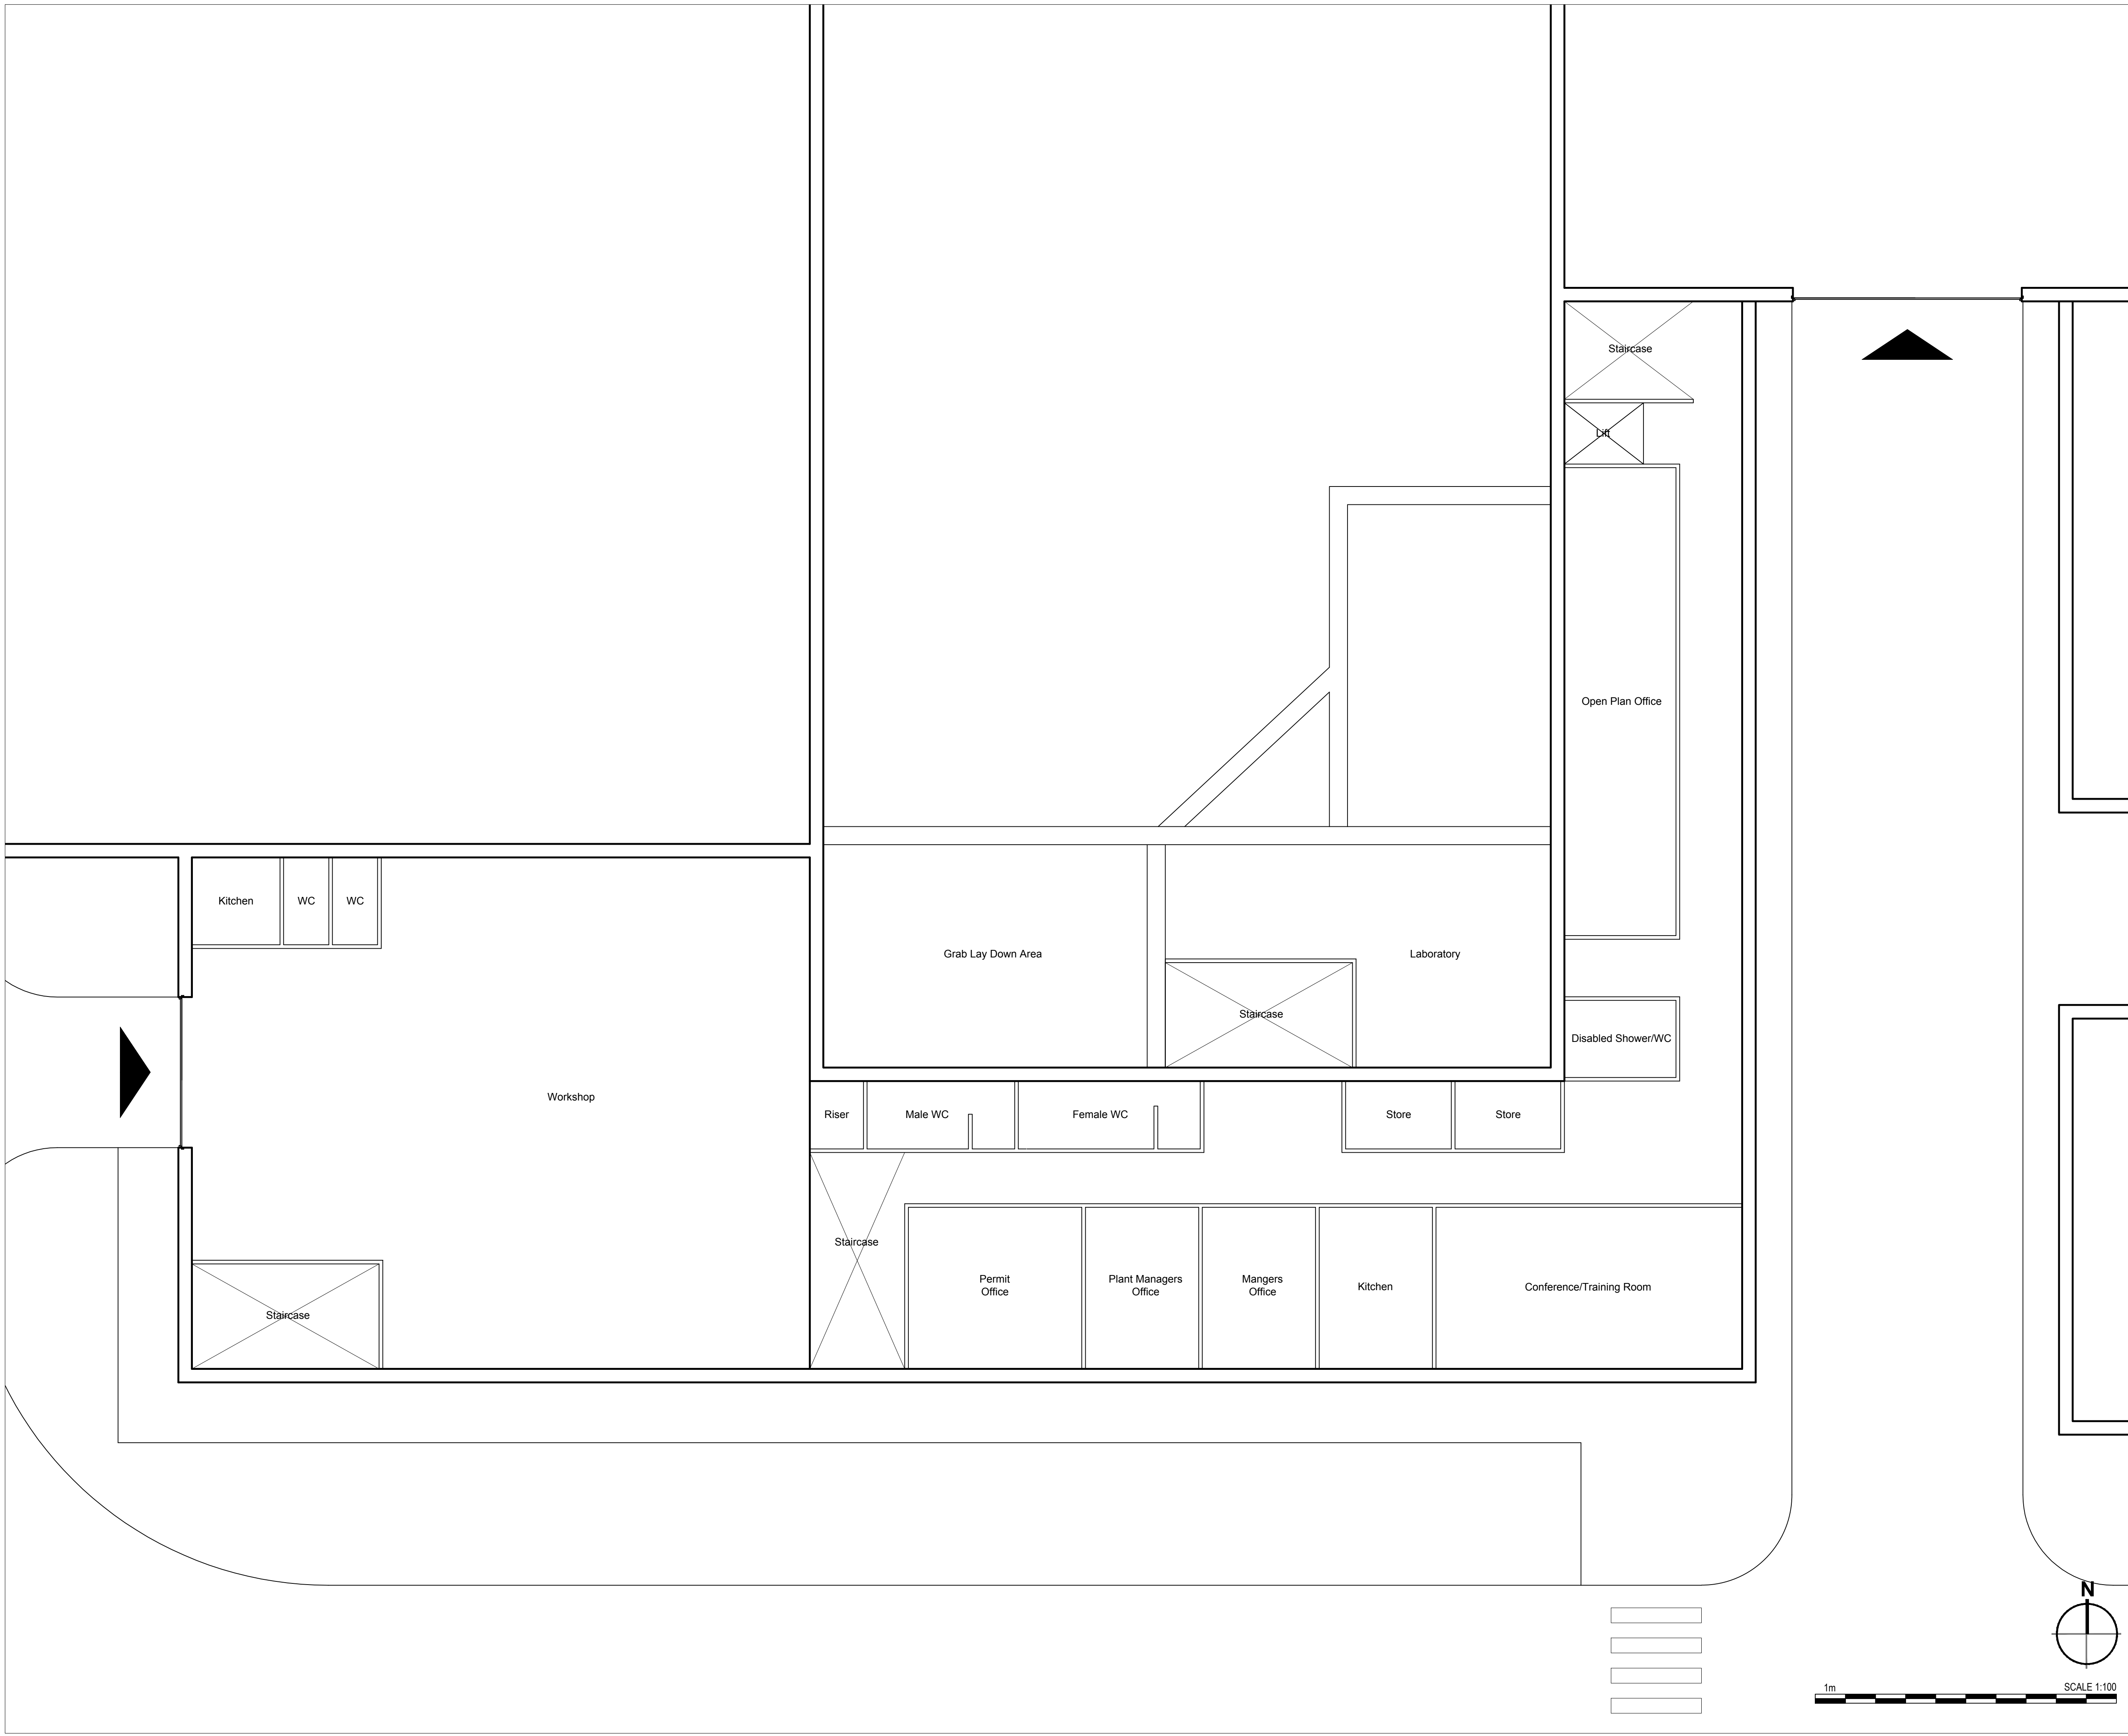 Staircase
Lift
Open Plan Office
Kitchen
WC
WC
Grab Lay Down Area
Laboratory
Staircase
Disabled Shower/WC
Workshop
Riser
Male WC
Female WC
Store
Store
Staircase
Permit
Office
Plant Managers
Office
Mangers
Office
Kitchen
Conference/Training Room
Staircase
N
1m
SCALE 1:100